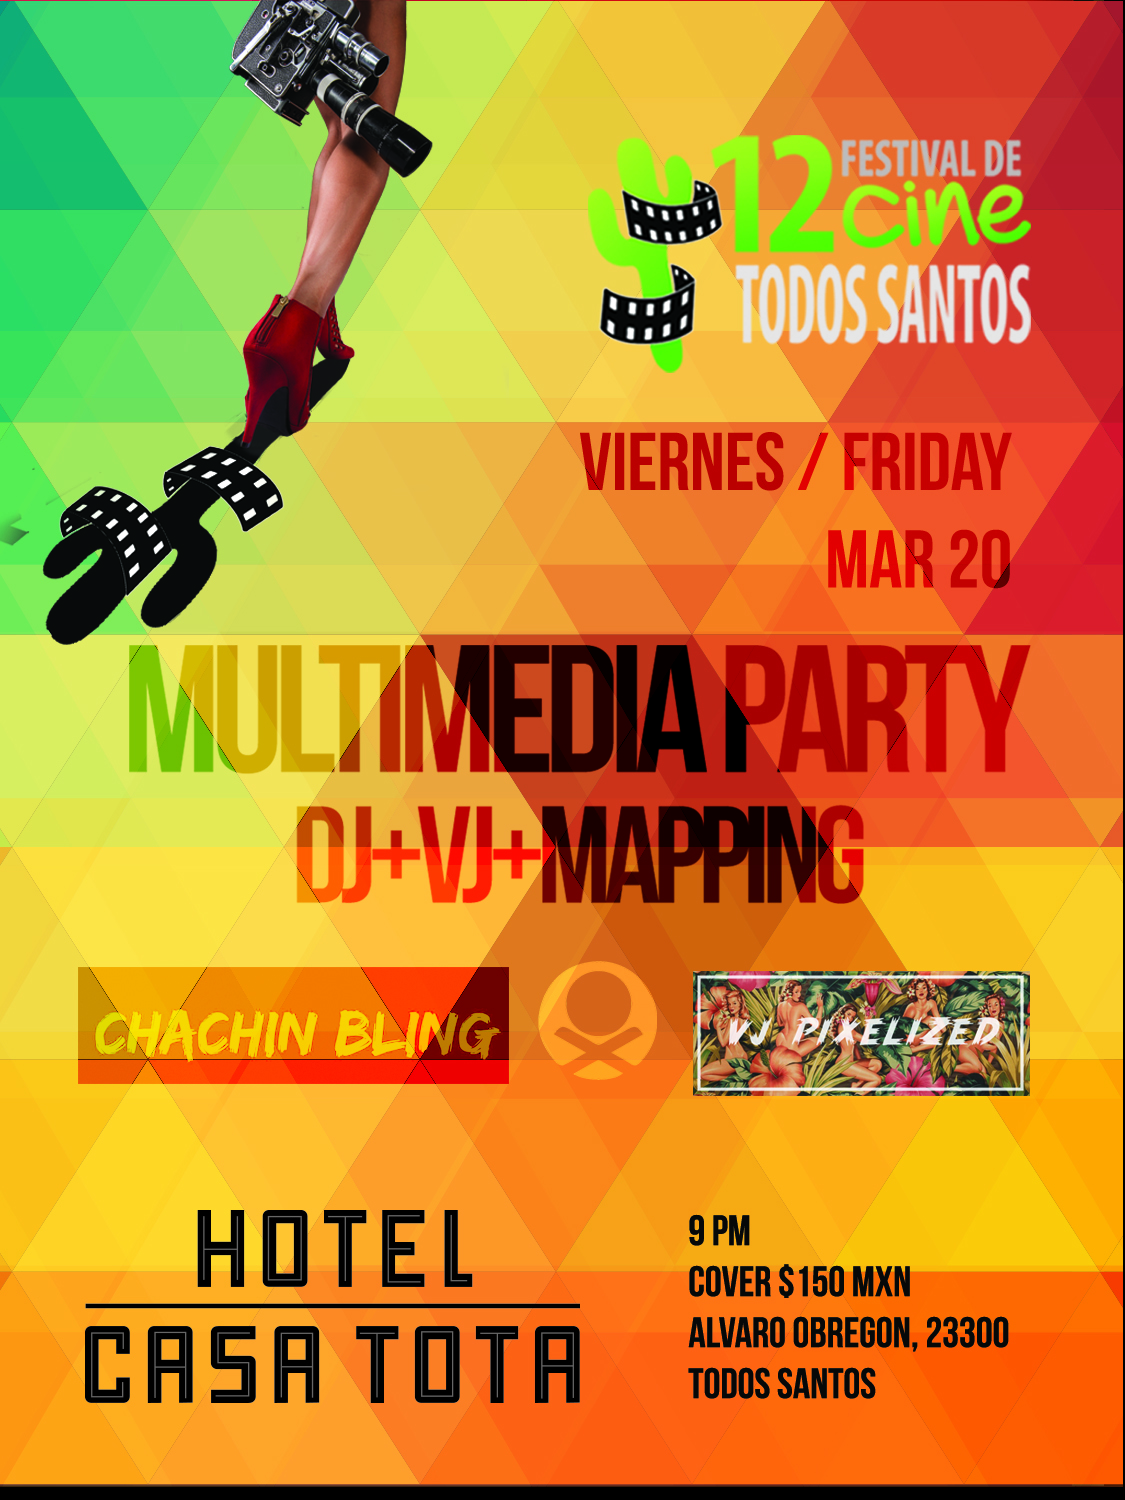 12 FESTIVAL DE
cine
TODOS SANTOS
VIERNES / FRIDAY
MAR 20
MULTIMEDIA PARTY
DJ+VJ+MAPPING
CHACHIN BLING
VJ PIXELIZED
HOTEL
CASA TOTA
9 PM
COVER $150 MXN
ALVARO OBREGON, 23300
TODOS SANTOS